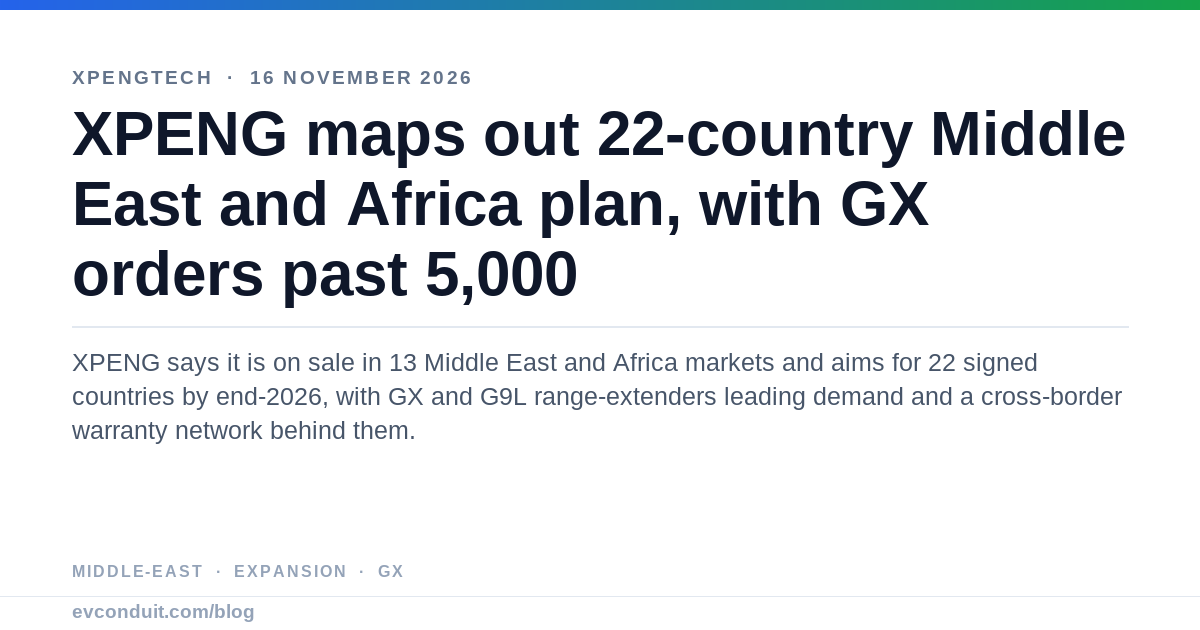 XPENGTECH · 16 NOVEMBER 2026
XPENG maps out 22-country Middle
East and Africa plan, with GX
orders past 5,000
XPENG says it is on sale in 13 Middle East and Africa markets and aims for 22 signed
countries by end-2026, with GX and G9L range-extenders leading demand and a cross-border
warranty network behind them.
MIDDLE-EAST · EXPANSION · GX
evconduit.com/blog